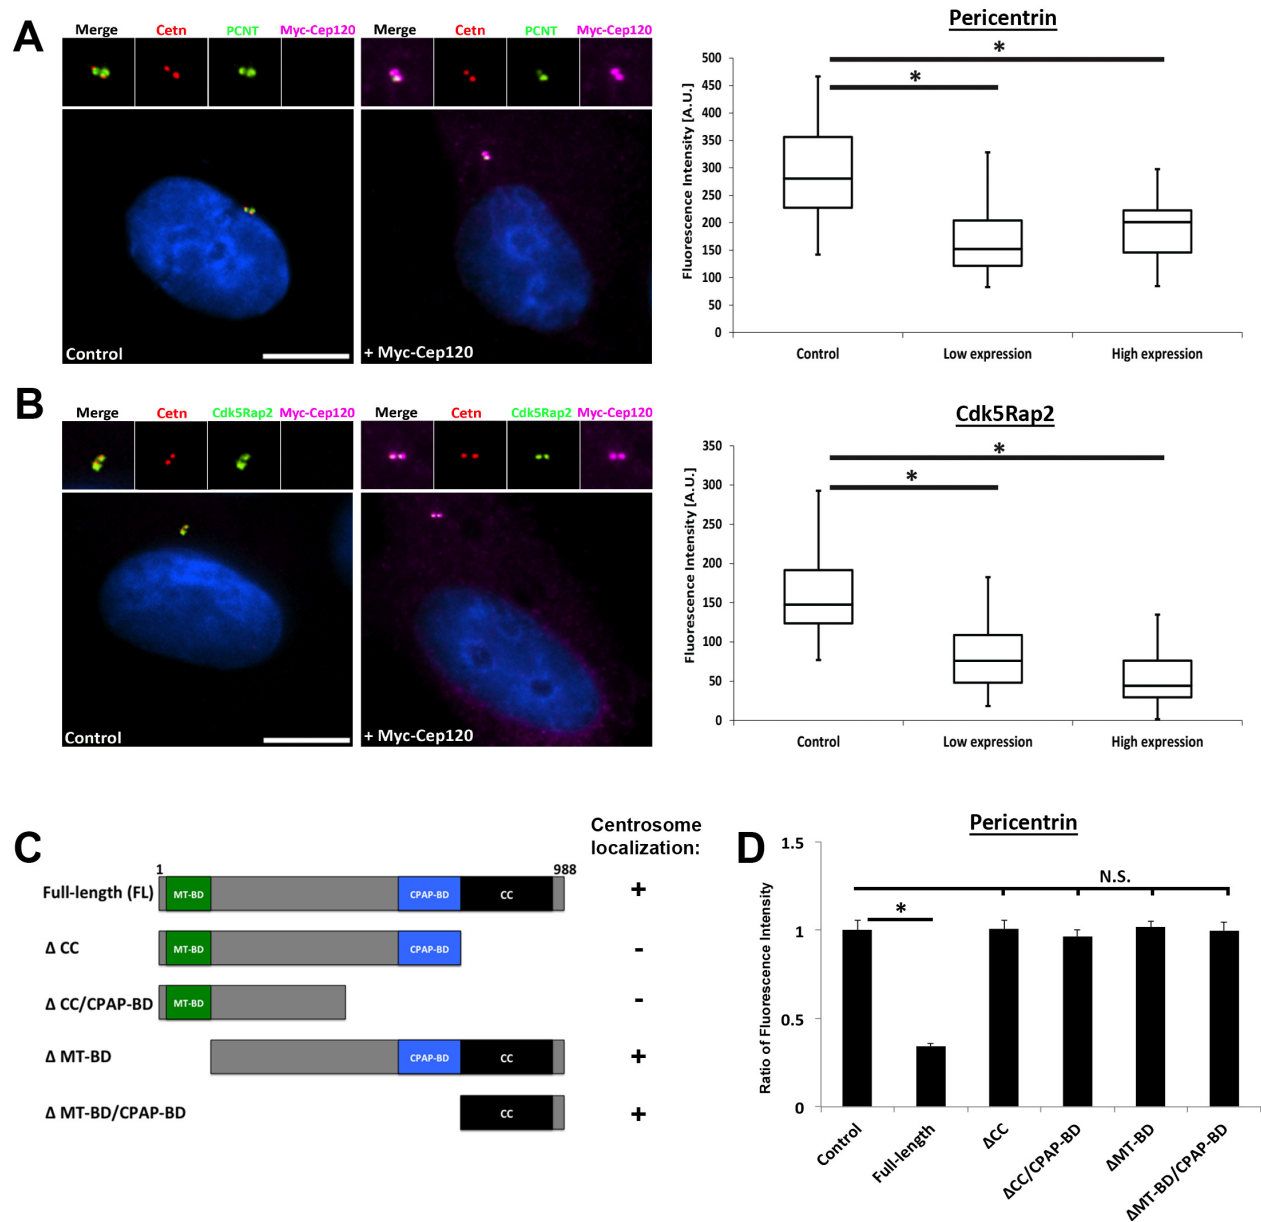 A
Merge Cetn PCNT Myc-Cep120
Merge Cetn PCNT Myc-Cep120
Control
+ Myc-Cep120
Pericentrin
Fluorescence Intensity [A.U.]
500
450
400
350
300
250
200
150
100
50
0
*
*
Control Low expression High expression
B
Merge Cetn Cdk5Rap2 Myc-Cep120
Merge Cetn Cdk5Rap2 Myc-Cep120
Control
+ Myc-Cep120
Cdk5Rap2
Fluorescence Intensity [A.U.]
350
300
250
200
150
100
50
0
*
*
Control Low expression High expression
C
Centrosome
localization:
1 988
Full-length (FL) MT-BD CPAP-BD CC +
Δ CC MT-BD CPAP-BD -
Δ CC/CPAP-BD MT-BD -
Δ MT-BD CPAP-BD CC +
Δ MT-BD/CPAP-BD CC +
D
Pericentrin
Ratio of Fluorescence Intensity
1.5
1
0.5
0
N.S.
*
Control
Full-length
ΔCC
ΔCC/CPAP-BD
ΔMT-BD
ΔMT-BD/CPAP-BD